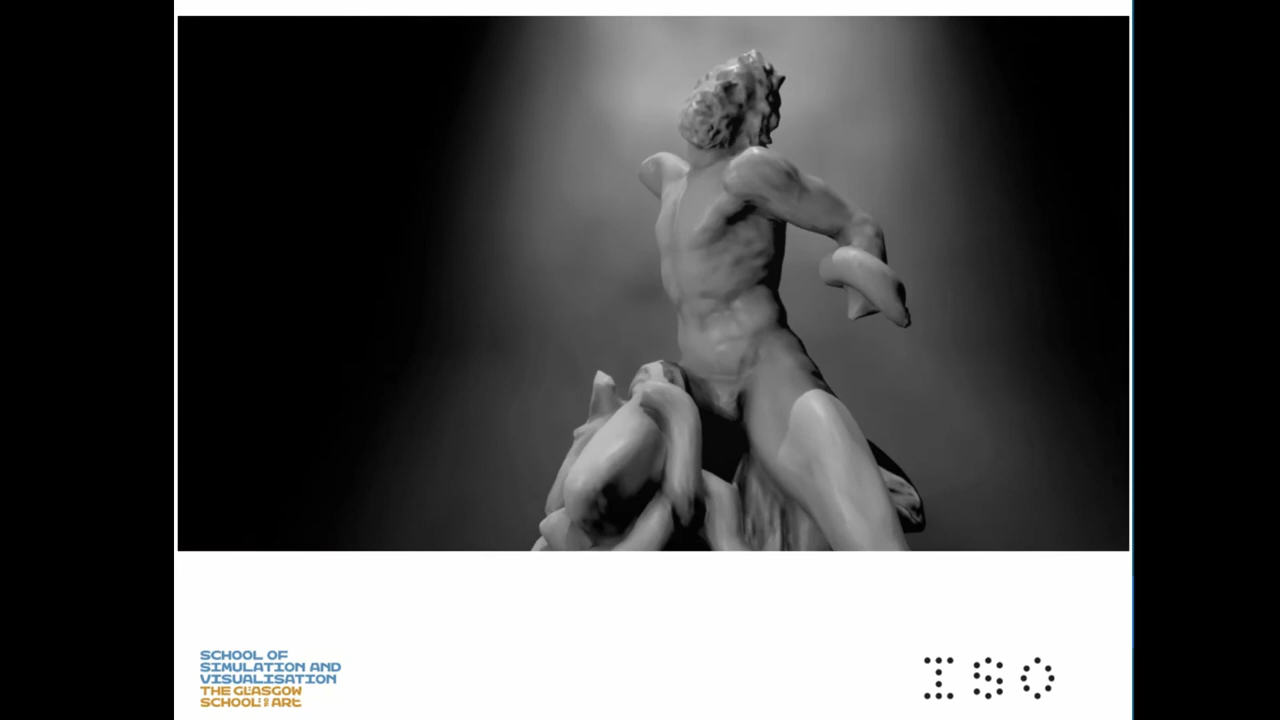 SCHOOL OF
SIMULATION AND
VISUALISATION
THE GLASGOW
SCHOOL OF ART
ISO